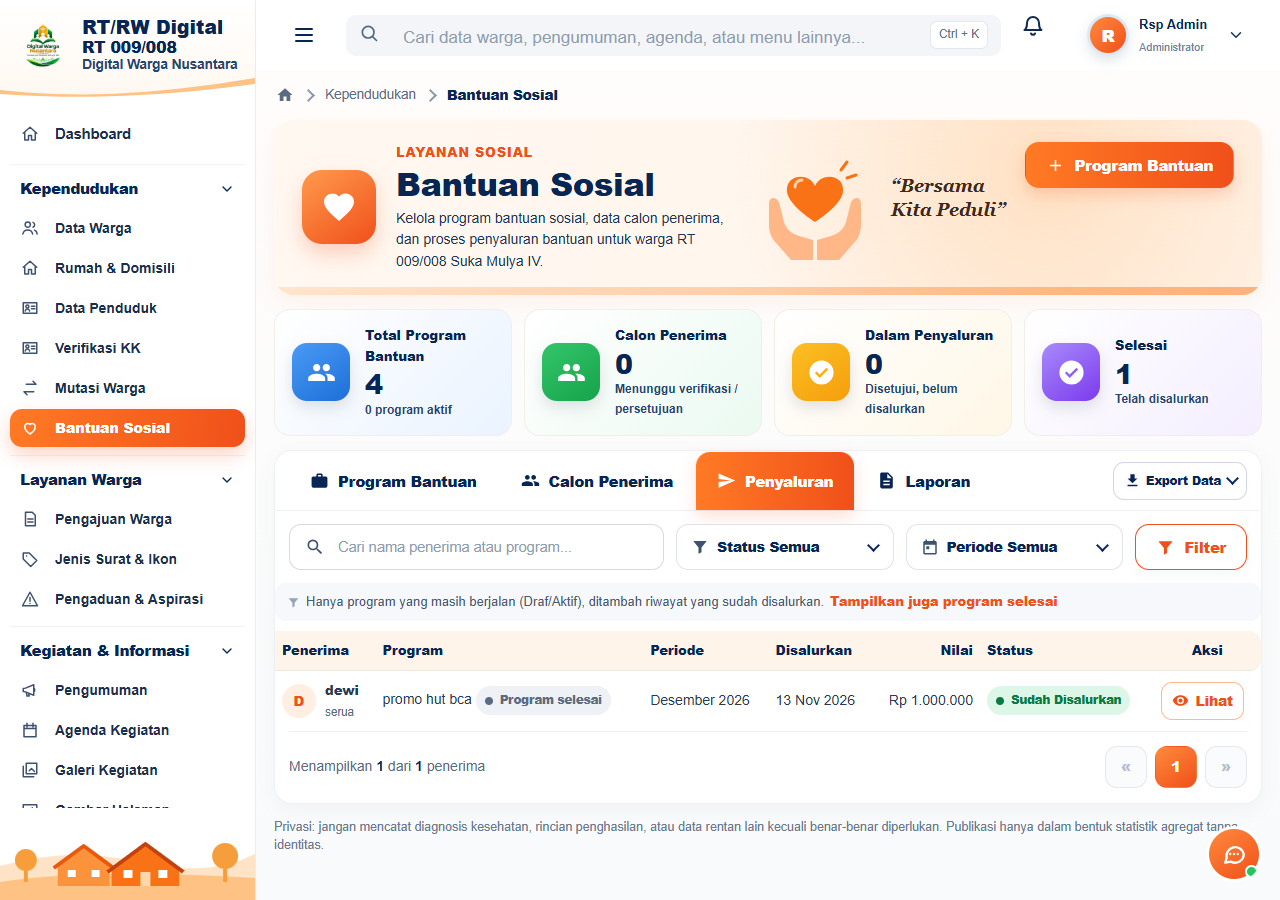 RT/RW Digital
RT 009/008
Digital Warga Nusantara
Digital Warga
Nusantara
Cari data warga, pengumuman, agenda, atau menu lainnya...
Ctrl + K
R
Rsp Admin
Administrator
Kependudukan
Bantuan Sosial
Dashboard
Kependudukan
Data Warga
Rumah & Domisili
Data Penduduk
Verifikasi KK
Mutasi Warga
Bantuan Sosial
Layanan Warga
Pengajuan Warga
Jenis Surat & Ikon
Pengaduan & Aspirasi
Kegiatan & Informasi
Pengumuman
Agenda Kegiatan
Galeri Kegiatan
LAYANAN SOSIAL
Bantuan Sosial
Kelola program bantuan sosial, data calon penerima,
dan proses penyaluran bantuan untuk warga RT
009/008 Suka Mulya IV.
“Bersama
Kita Peduli”
+ Program Bantuan
Total Program
Bantuan
4
0 program aktif
Calon Penerima
0
Menunggu verifikasi /
persetujuan
Dalam Penyaluran
0
Disetujui, belum
disalurkan
Selesai
1
Telah disalurkan
Program Bantuan
Calon Penerima
Penyaluran
Laporan
Export Data
Cari nama penerima atau program...
Status Semua
Periode Semua
Filter
Hanya program yang masih berjalan (Draf/Aktif), ditambah riwayat yang sudah disalurkan. Tampilkan juga program selesai
Penerima Program Periode Disalurkan Nilai Status Aksi
D
dewi
serua
promo hut bca
Program selesai
Desember 2026
13 Nov 2026
Rp 1.000.000
Sudah Disalurkan
Lihat
Menampilkan 1 dari 1 penerima
« 1 »
Privasi: jangan mencatat diagnosis kesehatan, rincian penghasilan, atau data rentan lain kecuali benar-benar diperlukan. Publikasi hanya dalam bentuk statistik agregat tanpa
identitas.